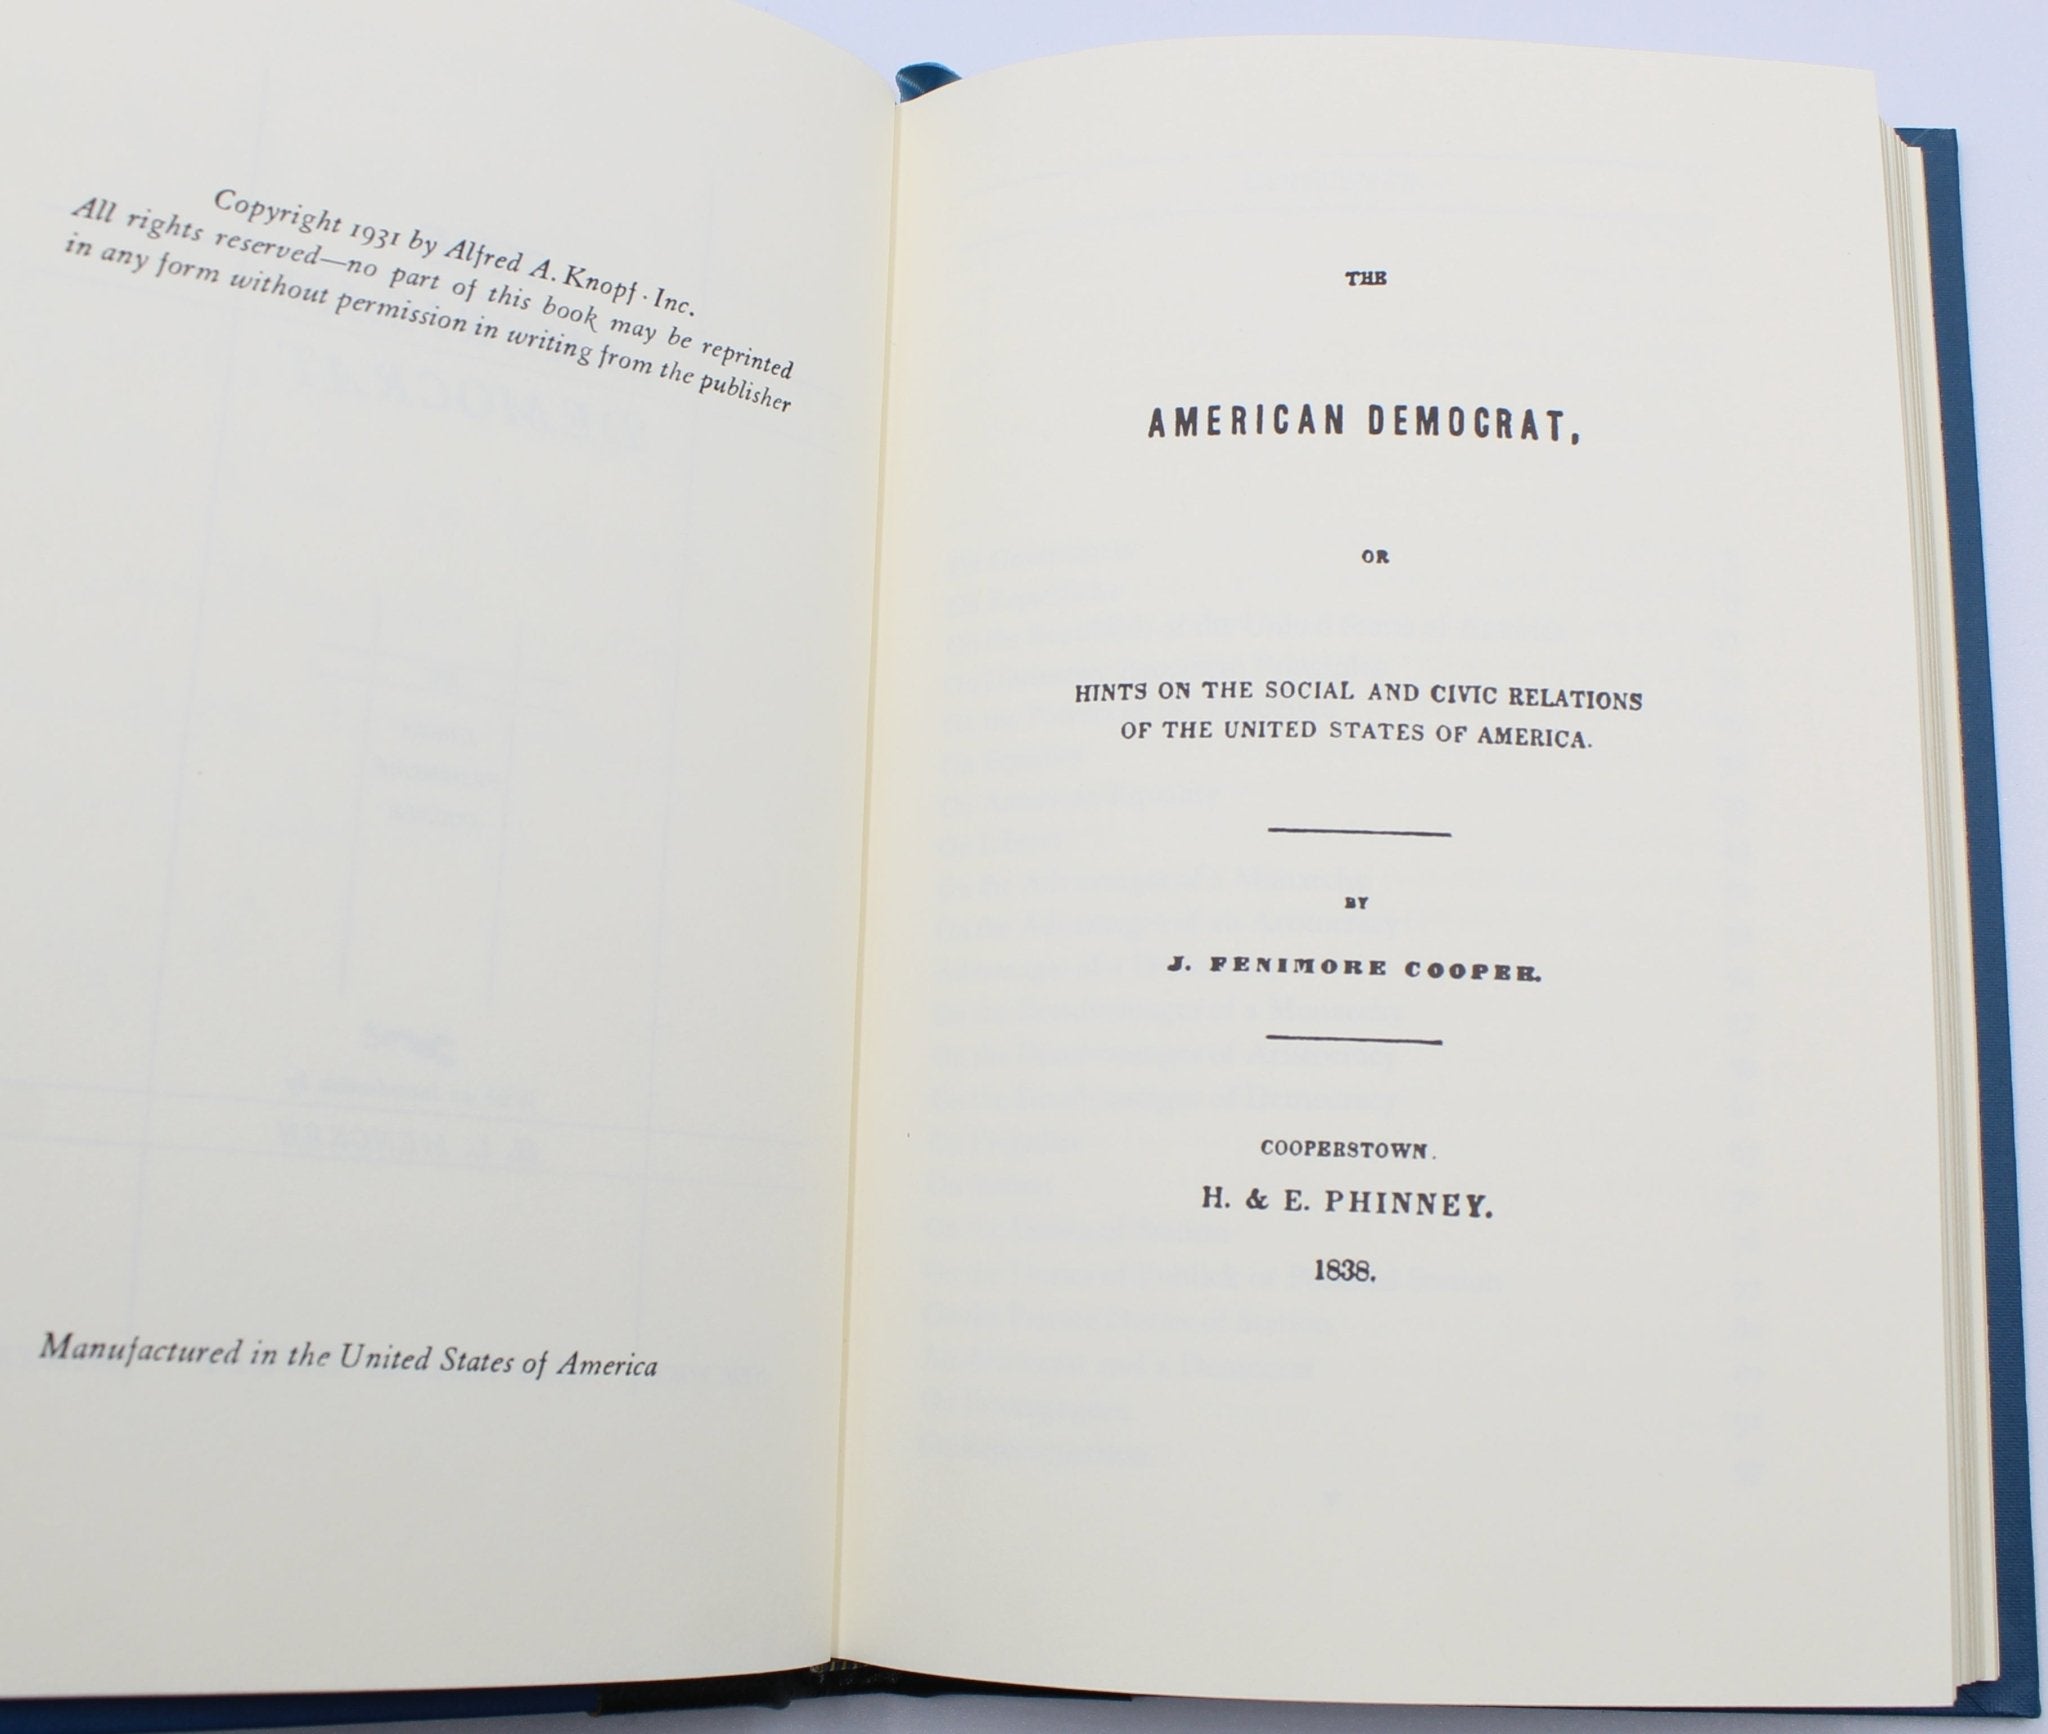 Copyright 1931 by Alfred A. Knopf · Inc.
All rights reserved—no part of this book may be reprinted
in any form without permission in writing from the publisher
Manufactured in the United States of America
THE
AMERICAN DEMOCRAT,
OR
HINTS ON THE SOCIAL AND CIVIC RELATIONS
OF THE UNITED STATES OF AMERICA.
BY
J. FENIMORE COOPER.
COOPERSTOWN.
H. & E. PHINNEY.
1838.